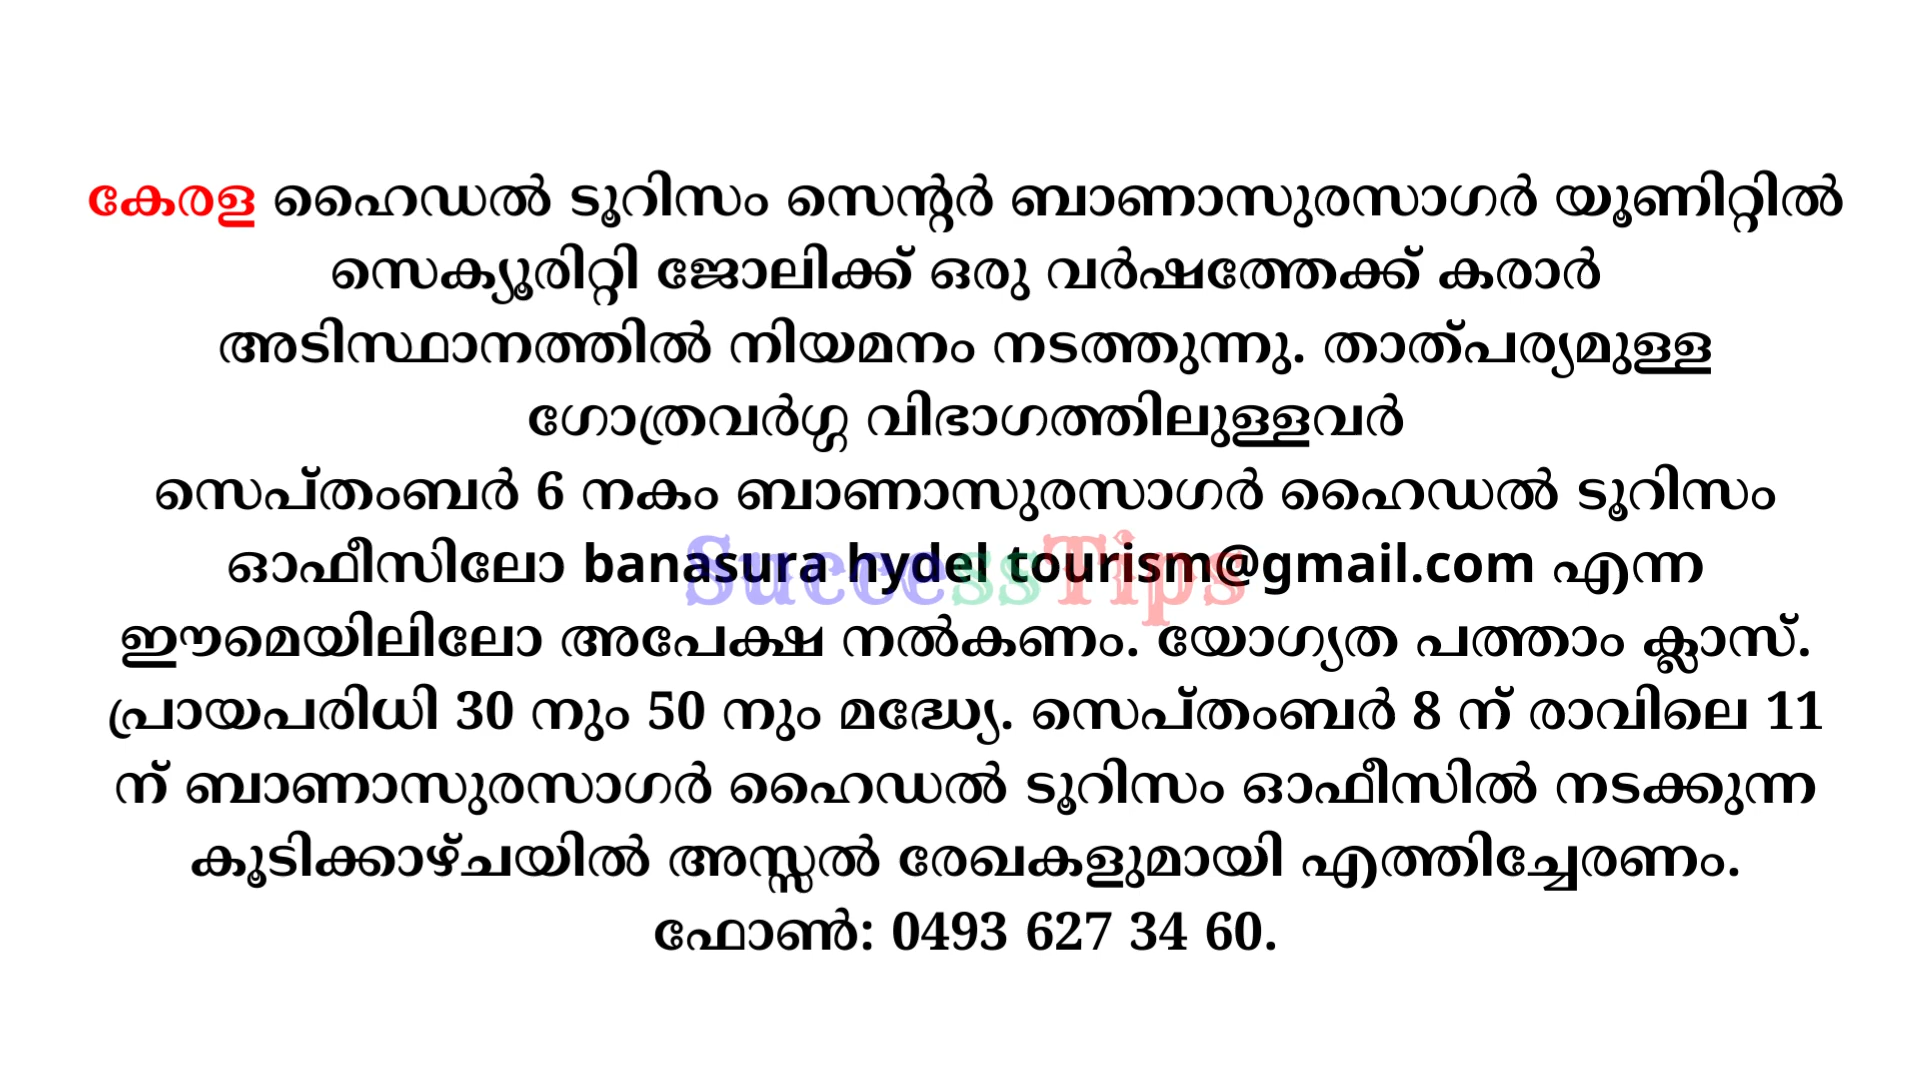 കേരള ഹൈഡൽ ടൂറിസം സെന്റർ ബാണാസുരസാഗർ യൂണിറ്റിൽ
സെക്യൂരിറ്റി ജോലിക്ക് ഒരു വർഷത്തേക്ക് കരാർ
അടിസ്ഥാനത്തിൽ നിയമനം നടത്തുന്നു. താത്പര്യമുള്ള
ഗോത്രവർഗ്ഗ വിഭാഗത്തിലുള്ളവർ
സെപ്തംബർ 6 നകം ബാണാസുരസാഗർ ഹൈഡൽ ടൂറിസം
ഓഫീസിലോ banasura hydel tourism@gmail.com എന്ന
SuccessTips
ഈമെയിലിലോ അപേക്ഷ നൽകണം. യോഗ്യത പത്താം ക്ലാസ്.
പ്രായപരിധി 30 നും 50 നും മദ്ധ്യേ. സെപ്തംബർ 8 ന് രാവിലെ 11
ന് ബാണാസുരസാഗർ ഹൈഡൽ ടൂറിസം ഓഫീസിൽ നടക്കുന്ന
കൂടിക്കാഴ്ചയിൽ അസ്സൽ രേഖകളുമായി എത്തിച്ചേരണം.
ഫോൺ: 0493 627 34 60.